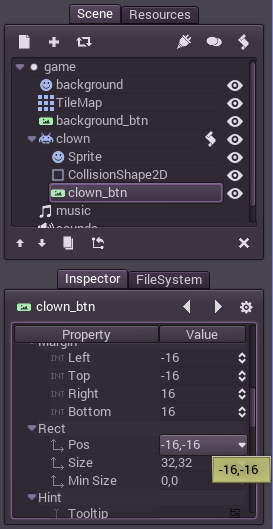 Scene Resources
game
background
TileMap
background_btn
clown
Sprite
CollisionShape2D
clown_btn
music
sounds
Inspector FileSystem
clown_btn
Property Value
Margin
INT Left -16
INT Top -16
INT Right 16
INT Bottom 16
Rect
Pos -16,-16
Size 32,32
-16,-16
Min Size 0,0
Hint
Tooltip